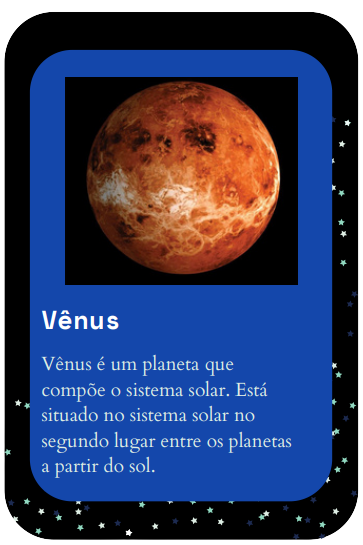 Vênus
Vênus é um planeta que
compõe o sistema solar. Está
situado no sistema solar no
segundo lugar entre os planetas
a partir do sol.